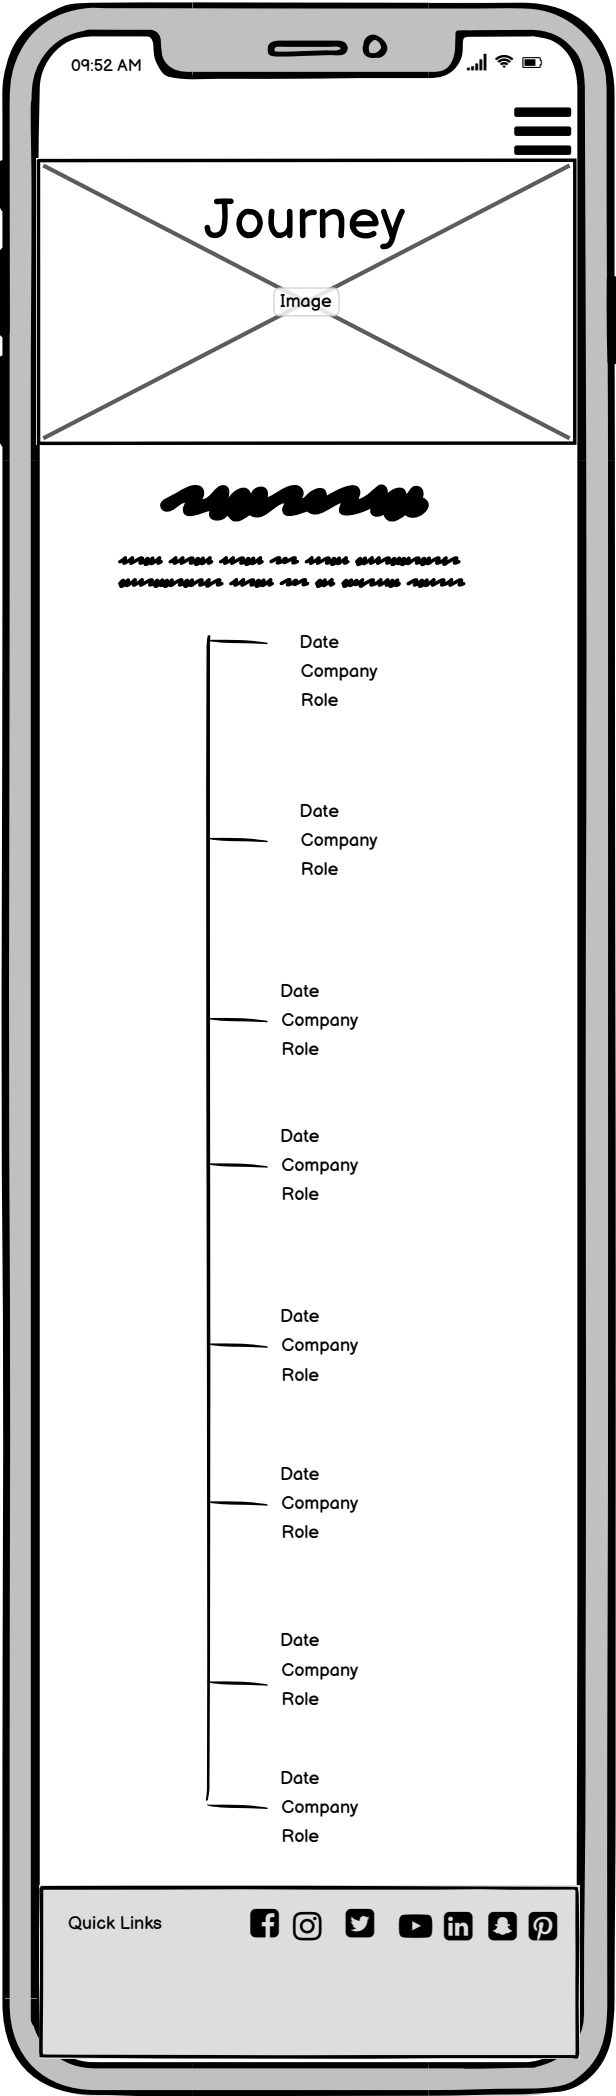 09:52 AM
Journey
Image
Date
Company
Role
Date
Company
Role
Date
Company
Role
Date
Company
Role
Date
Company
Role
Date
Company
Role
Date
Company
Role
Date
Company
Role
Quick Links